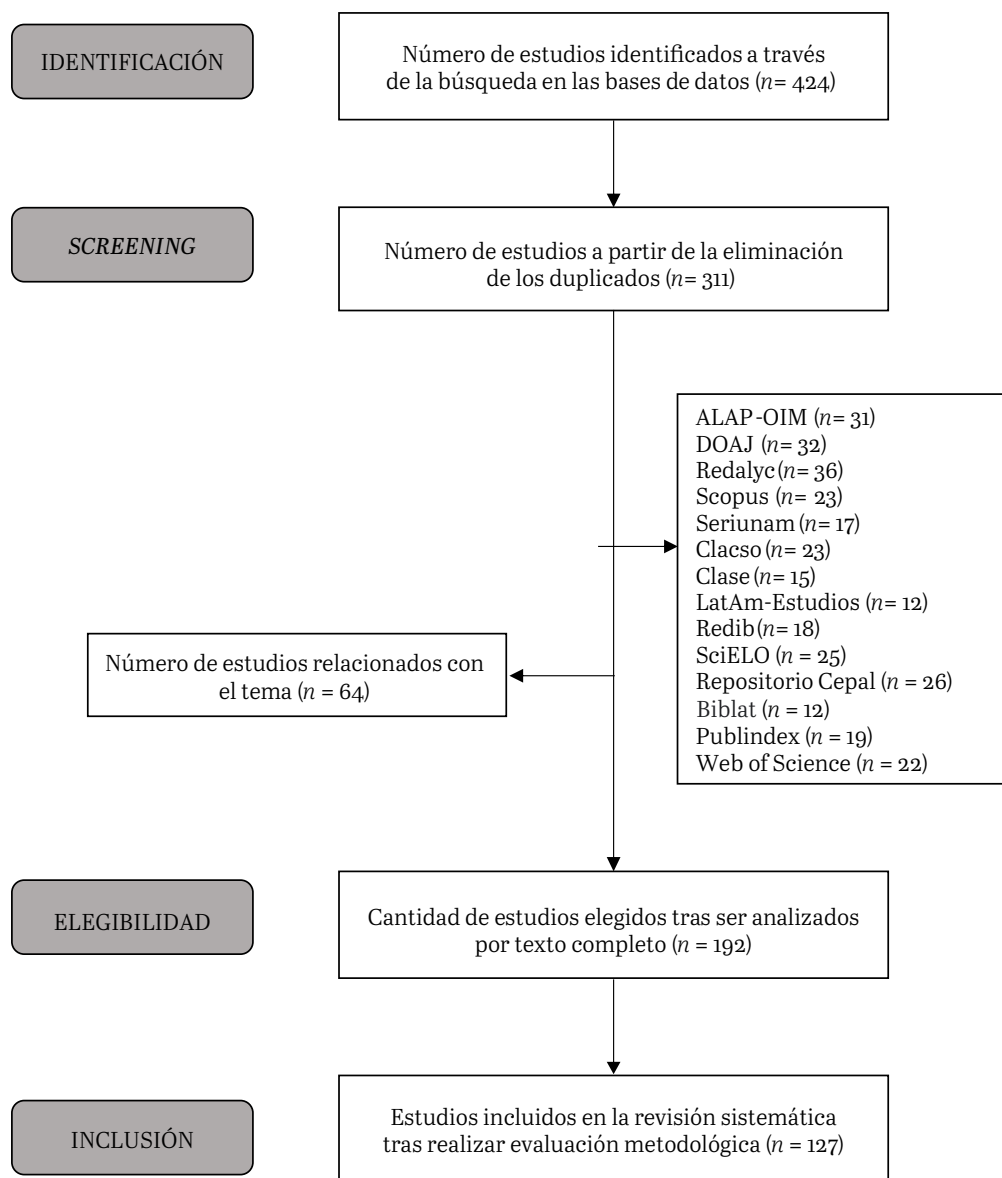 IDENTIFICACIÓN
Número de estudios identificados a través
de la búsqueda en las bases de datos (n= 424)
SCREENING
Número de estudios a partir de la eliminación
de los duplicados (n= 311)
ALAP-OIM (n= 31)
DOAJ (n= 32)
Redalyc (n= 36)
Scopus (n= 23)
Seriunam (n= 17)
Clacso (n= 23)
Clase (n= 15)
LatAm-Estudios (n= 12)
Redib (n= 18)
SciELO (n = 25)
Repositorio Cepal (n = 26)
Biblat (n = 12)
Publindex (n = 19)
Web of Science (n = 22)
Número de estudios relacionados con
el tema (n = 64)
ELEGIBILIDAD
Cantidad de estudios elegidos tras ser analizados
por texto completo (n = 192)
INCLUSIÓN
Estudios incluidos en la revisión sistemática
tras realizar evaluación metodológica (n = 127)